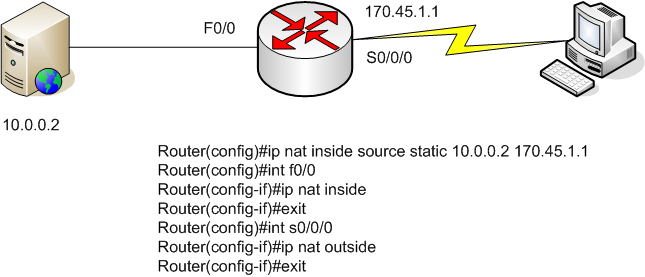 170.45.1.1
F0/0
S0/0/0
10.0.0.2
Router(config)#ip nat inside source static 10.0.0.2 170.45.1.1
Router(config)#int f0/0
Router(config-if)#ip nat inside
Router(config-if)#exit
Router(config)#int s0/0/0
Router(config-if)#ip nat outside
Router(config-if)#exit